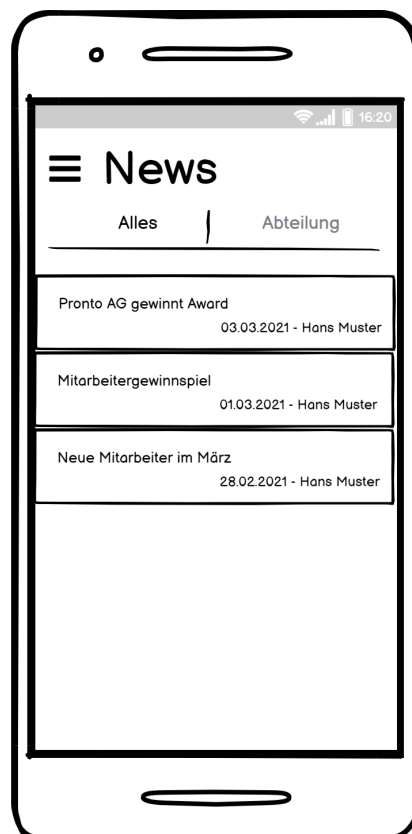 16:20
News
Alles
Abteilung
Pronto AG gewinnt Award
03.03.2021 - Hans Muster
Mitarbeitergewinnspiel
01.03.2021 - Hans Muster
Neue Mitarbeiter im März
28.02.2021 - Hans Muster